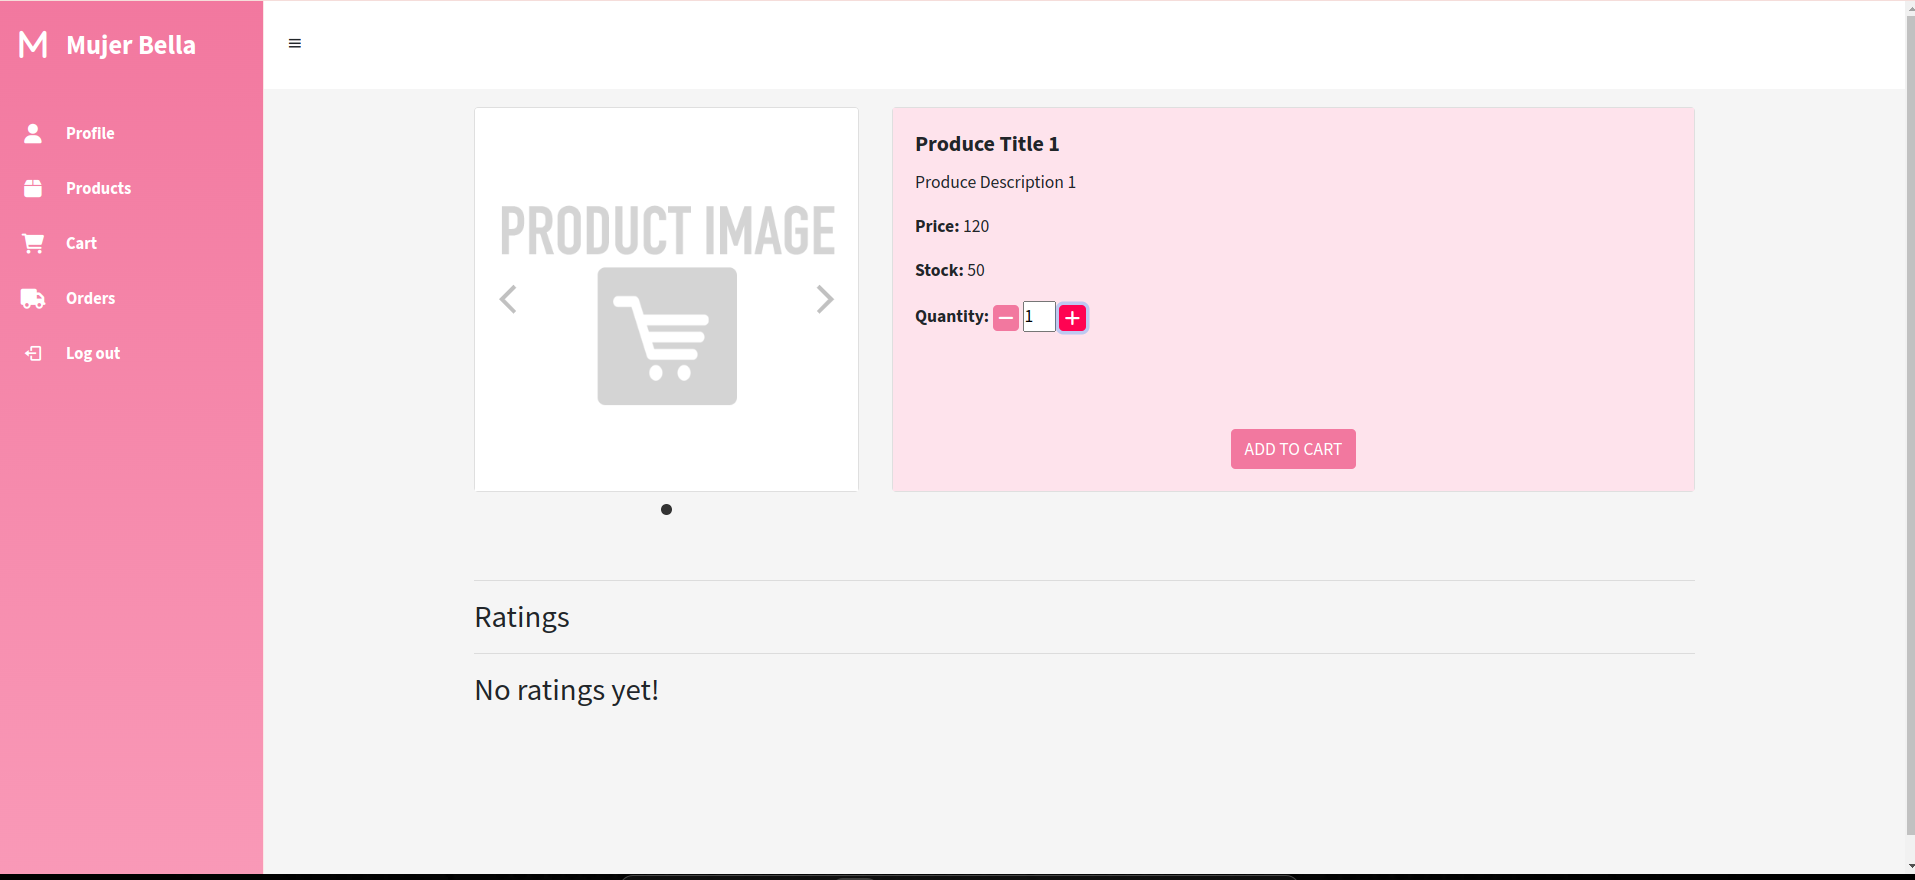 M Mujer Bella
Profile
Products
Cart
Orders
Log out
PRODUCT IMAGE
Produce Title 1
Produce Description 1
Price: 120
Stock: 50
Quantity: 1
ADD TO CART
Ratings
No ratings yet!